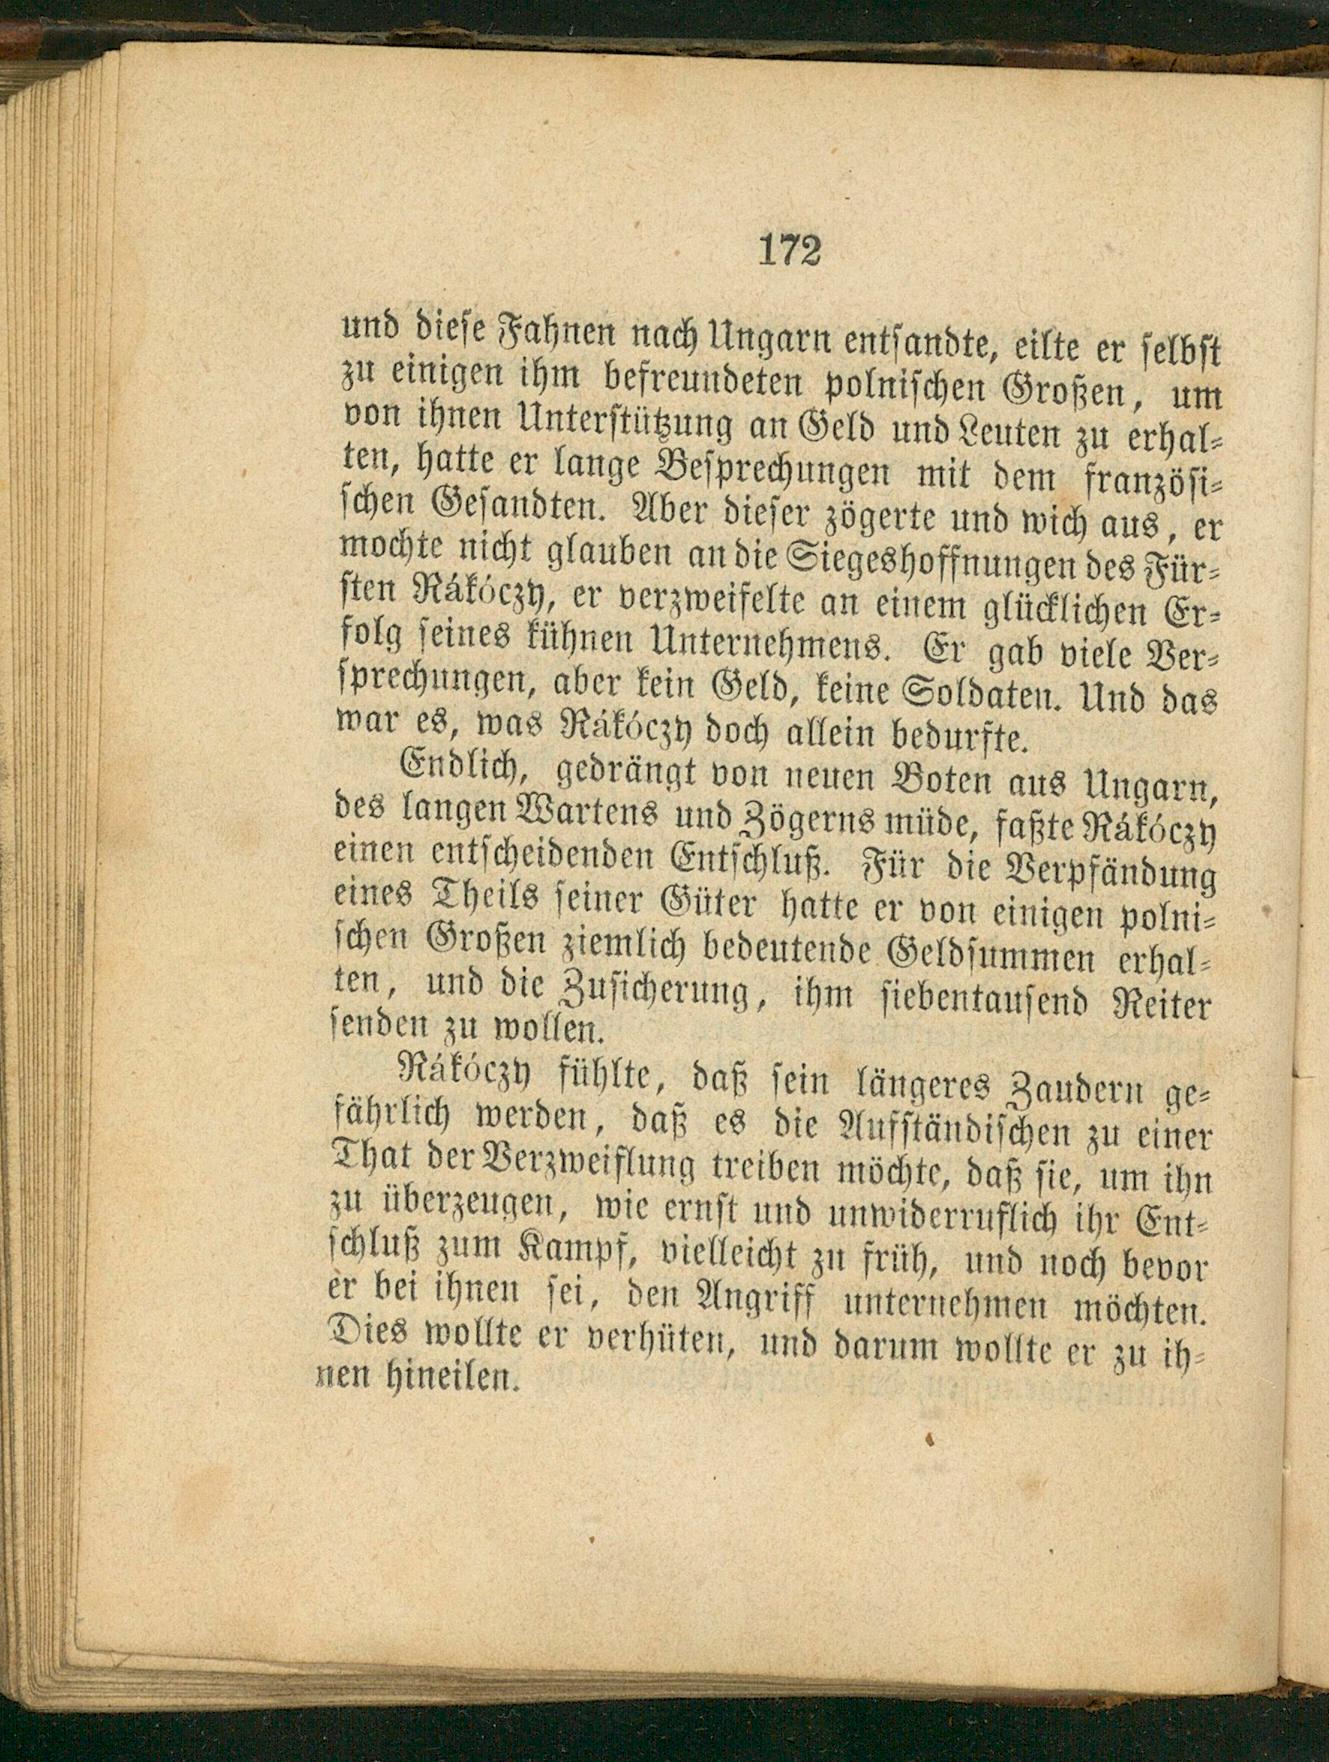 172
und diese Fahnen nach Ungarn entsandte, eilte er selbst
zu einigen ihm befreundeten polnischen Großen, um
von ihnen Unterstützung an Geld und Leuten zu erhal-
ten, hatte er lange Besprechungen mit dem französi-
schen Gesandten. Aber dieser zögerte und wich aus, er
mochte nicht glauben an die Siegeshoffnungen des Für-
sten Rákóczy, er verzweifelte an einem glücklichen Er-
folg seines kühnen Unternehmens. Er gab viele Ver-
sprechungen, aber kein Geld, keine Soldaten. Und das
war es, was Rákóczy doch allein bedurfte.
Endlich, gedrängt von neuen Boten aus Ungarn,
des langen Wartens und Zögerns müde, faßte Rákóczy
einen entscheidenden Entschluß. Für die Verpfändung
eines Theils seiner Güter hatte er von einigen polni-
schen Großen ziemlich bedeutende Geldsummen erhal-
ten, und die Zusicherung, ihm siebentausend Reiter
senden zu wollen.
Rákóczy fühlte, daß sein längeres Zaudern ge-
fährlich werden, daß es die Aufständischen zu einer
That der Verzweiflung treiben möchte, daß sie, um ihn
zu überzeugen, wie ernst und unwiderruflich ihr Ent-
schluß zum Kampf, vielleicht zu früh, und noch bevor
er bei ihnen sei, den Angriff unternehmen möchten.
Dies wollte er verhüten, und darum wollte er zu ih-
nen hineilen.